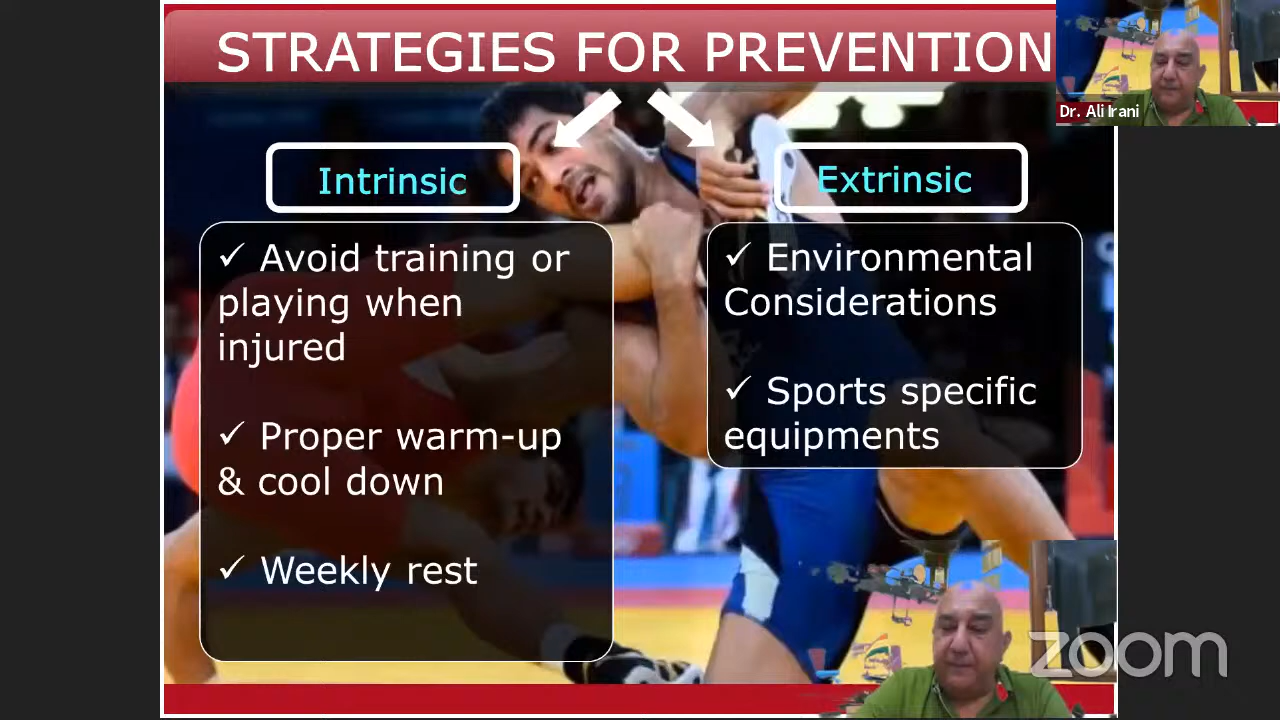 STRATEGIES FOR PREVENTION
Dr. Ali Irani
Intrinsic
Extrinsic
✓ Avoid training or
playing when
injured
✓ Proper warm-up
& cool down
✓ Weekly rest
✓ Environmental
Considerations
✓ Sports specific
equipments
zoom